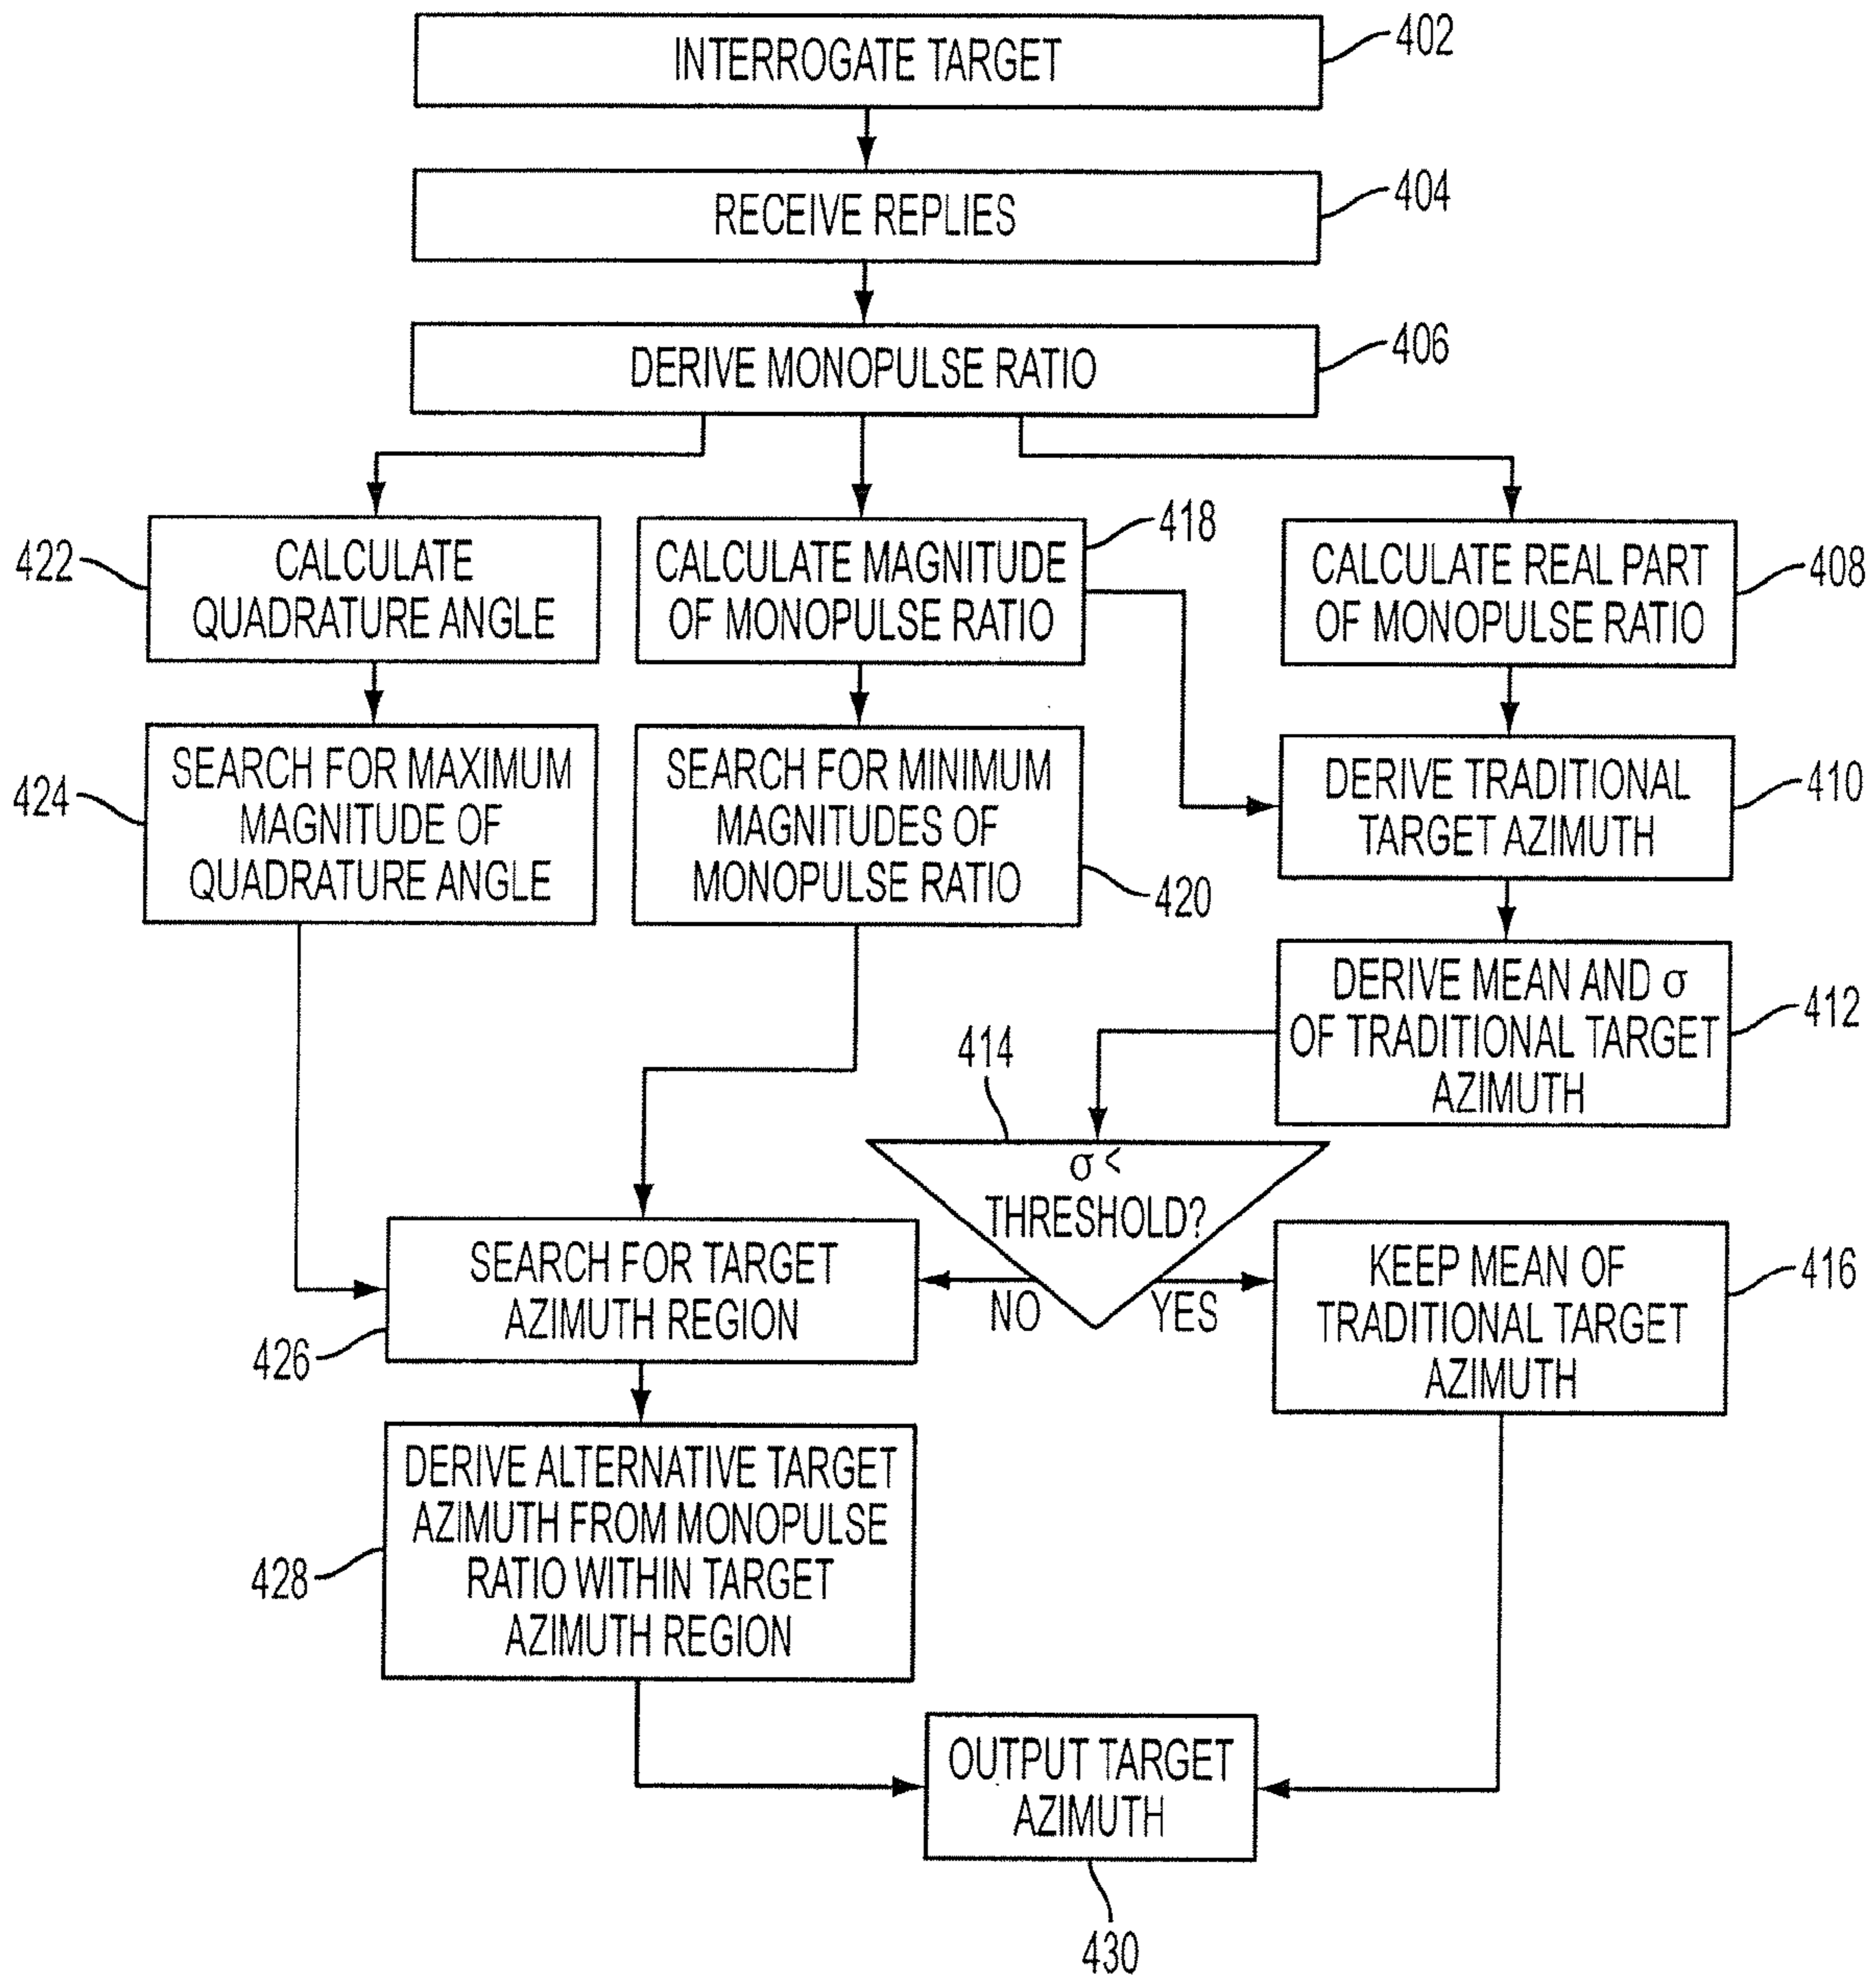 INTERROGATE TARGET
402
RECEIVE REPLIES
404
DERIVE MONOPULSE RATIO
406
422
CALCULATE
QUADRATURE ANGLE
CALCULATE MAGNITUDE
OF MONOPULSE RATIO
418
CALCULATE REAL PART
OF MONOPULSE RATIO
408
424
SEARCH FOR MAXIMUM
MAGNITUDE OF
QUADRATURE ANGLE
SEARCH FOR MINIMUM
MAGNITUDES OF
MONOPULSE RATIO
420
DERIVE TRADITIONAL
TARGET AZIMUTH
410
DERIVE MEAN AND σ
OF TRADITIONAL TARGET
AZIMUTH
412
414
σ <
THRESHOLD?
NO
YES
SEARCH FOR TARGET
AZIMUTH REGION
426
KEEP MEAN OF
TRADITIONAL TARGET
AZIMUTH
416
DERIVE ALTERNATIVE TARGET
AZIMUTH FROM MONOPULSE
RATIO WITHIN TARGET
AZIMUTH REGION
428
OUTPUT TARGET
AZIMUTH
430